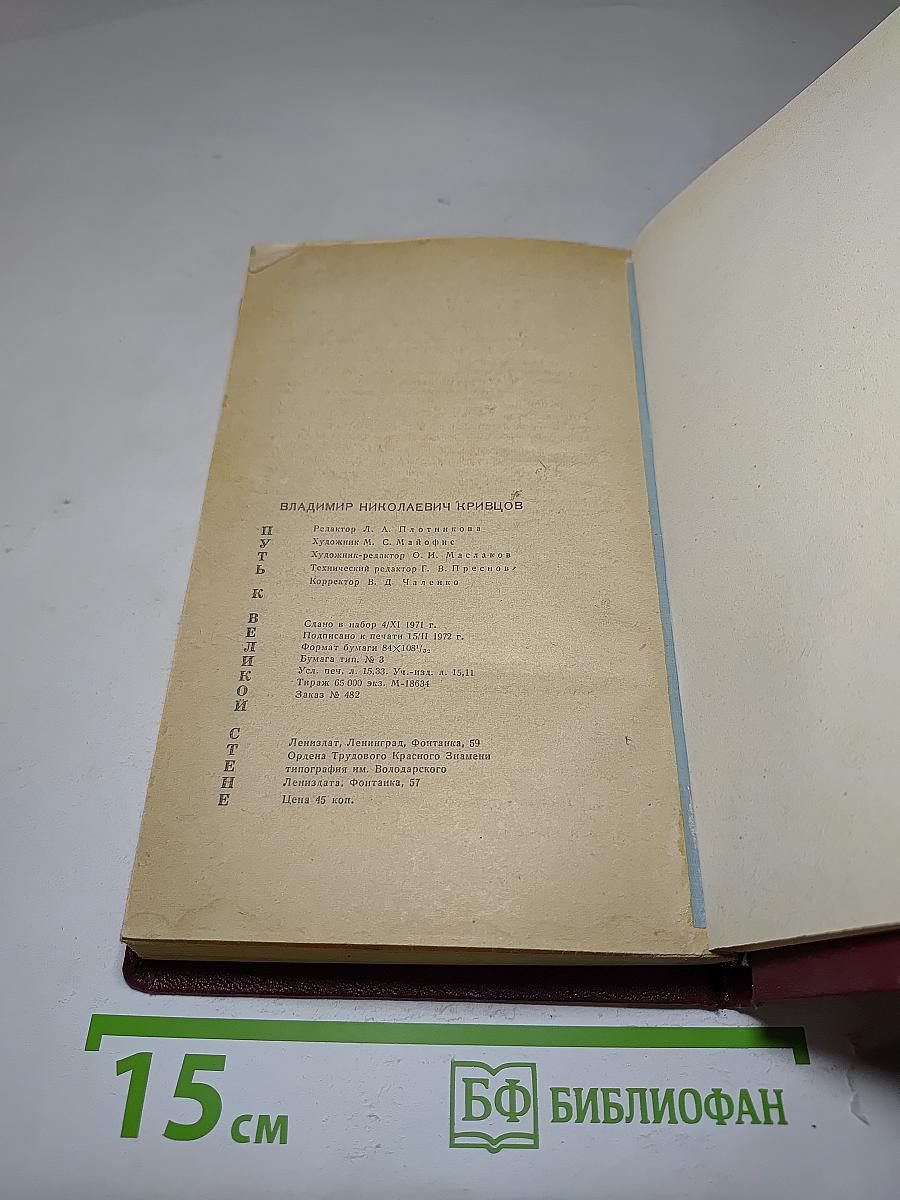 ВЛАДИМИР НИКОЛАЕВИЧ КРИВЦОВ
ПУТЬ К ВЕЛИКОЙ СТЕНЕ
Редактор Л. А. Плотникова
Художник М. С. Майофис
Художник-редактор О. И. Маслаков
Технический редактор Г. В. Преснова
Корректор В. Д. Чаленко
Сдано в набор 4/XI 1971 г.
Подписано к печати 15/II 1972 г.
Формат бумаги 84×108¹/₃₂
Бумага тип. № 3
Усл. печ. л. 15,33. Уч.-изд. л. 15,11
Тираж 65 000 экз. М-18634
Заказ № 482
Лениздат, Ленинград, Фонтанка, 59
Ордена Трудового Красного Знамени
типография им. Володарского
Лениздата, Фонтанка, 57
Цена 45 коп.
15 см
БФ БИБЛИОФАН